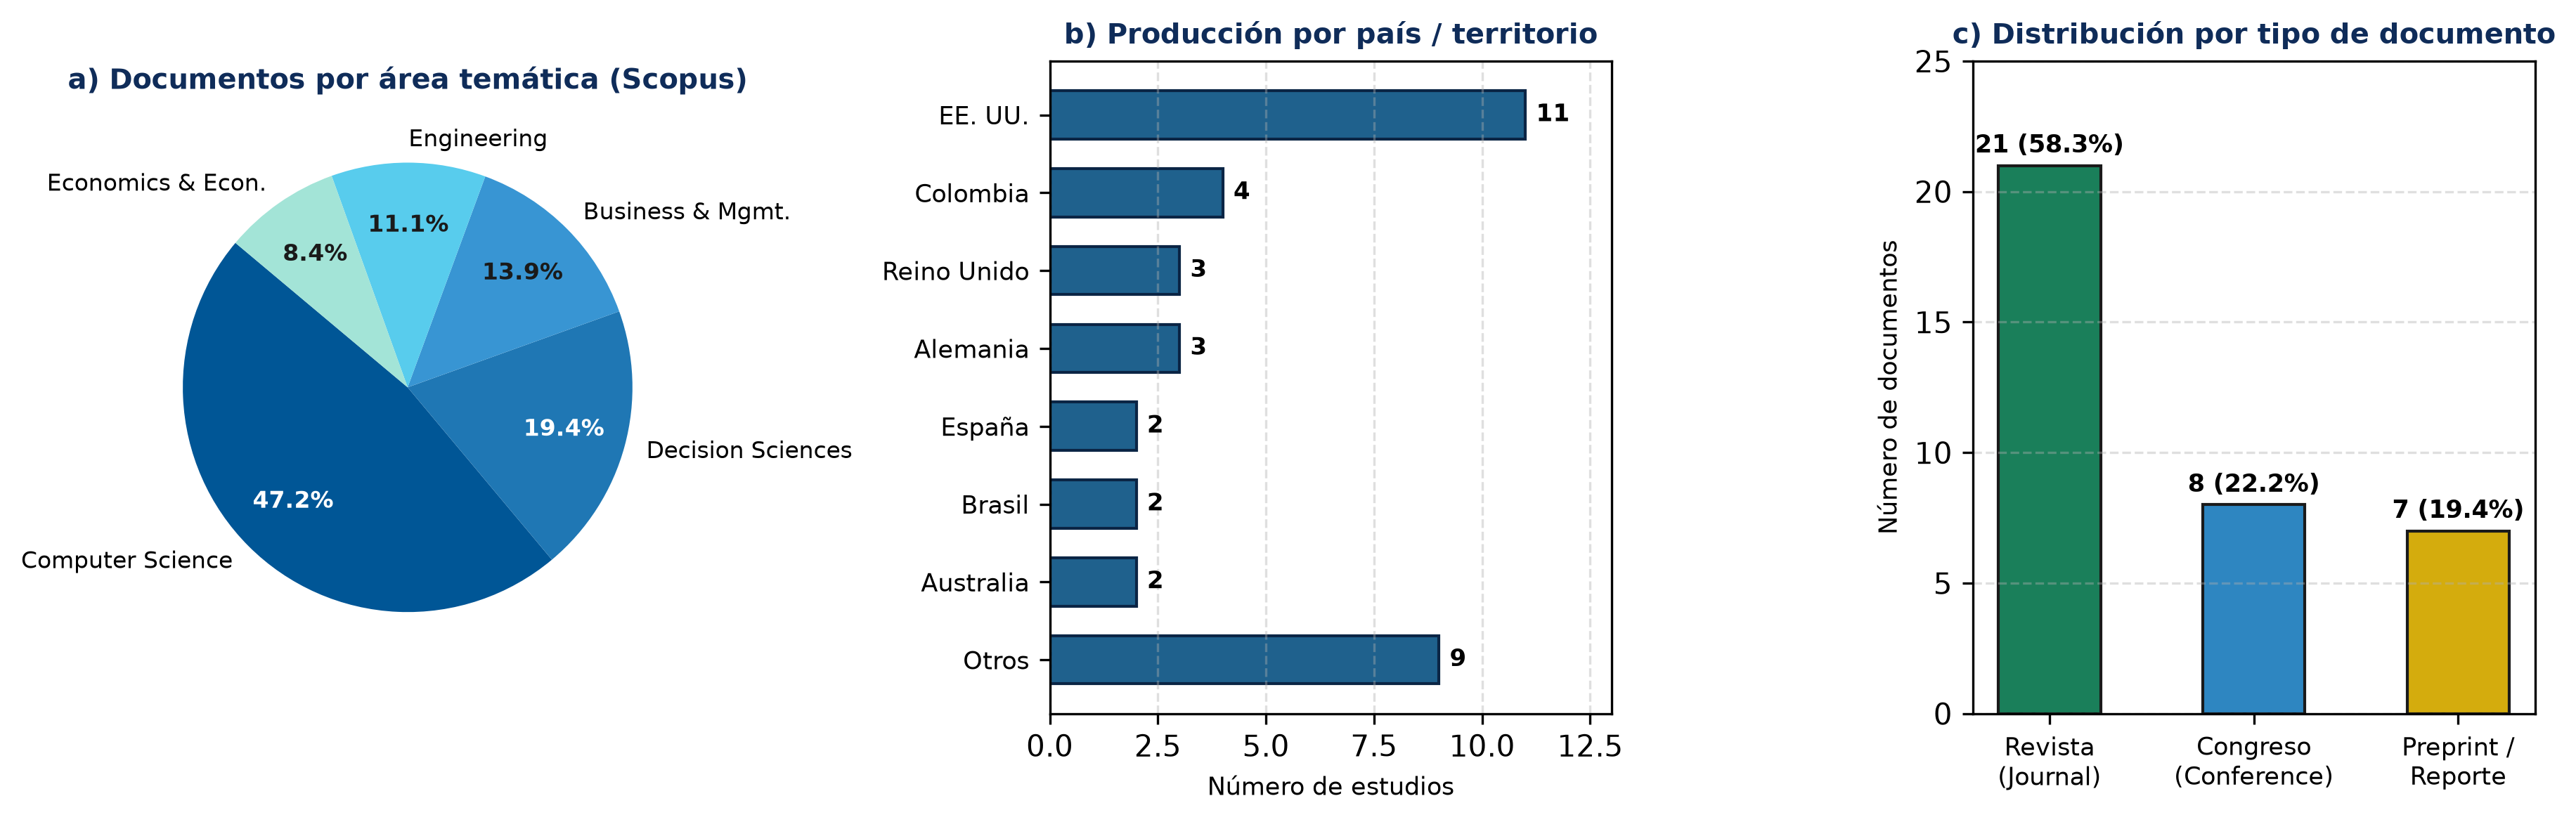 a) Documentos por área temática (Scopus)
Engineering
Economics & Econ.
Business & Mgmt.
11.1%
8.4%
13.9%
19.4%
Decision Sciences
47.2%
Computer Science
b) Producción por país / territorio
EE. UU.
11
Colombia
4
Reino Unido
3
Alemania
3
España
2
Brasil
2
Australia
2
Otros
9
0.0 2.5 5.0 7.5 10.0 12.5
Número de estudios
c) Distribución por tipo de documento
25
20
15
10
5
0
Número de documentos
21 (58.3%)
8 (22.2%)
7 (19.4%)
Revista
(Journal)
Congreso
(Conference)
Preprint /
Reporte